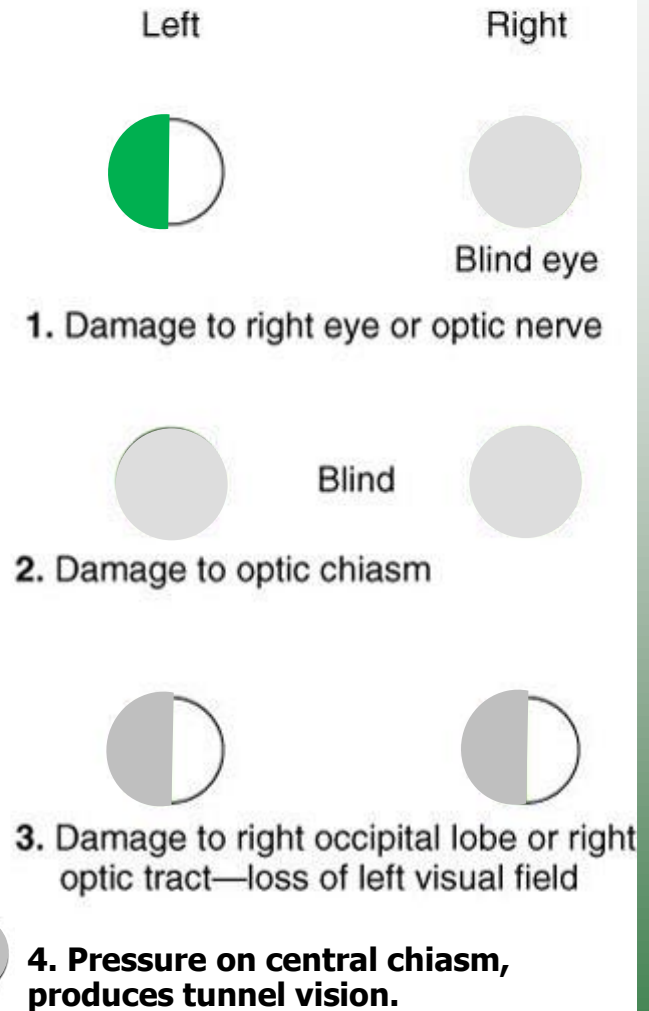 Left Right
Blind eye
1. Damage to right eye or optic nerve
Blind
2. Damage to optic chiasm
3. Damage to right occipital lobe or right
optic tract—loss of left visual field
4. Pressure on central chiasm,
produces tunnel vision.